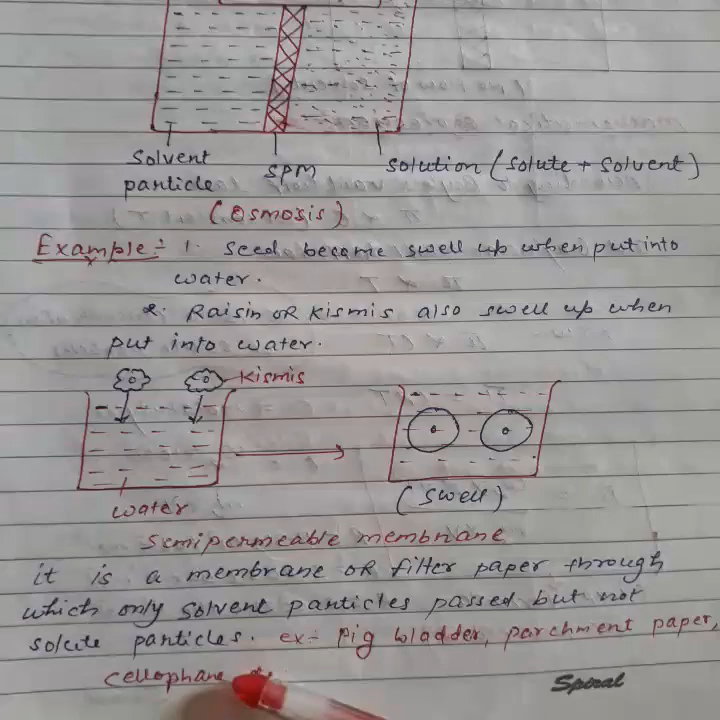 Solvent particle
SPM
Solution (Solute + Solvent)
(Osmosis)
Example:- 1. Seed become swell up when put into
water.
2. Raisin OR Kismis also swell up when
put into water.
Kismis
water
(Swell)
Semipermeable membrane
it is a membrane OR filter paper through
which only solvent particles passed but not
solute particles. ex:- Pig bladder, parchment paper,
cellophane
Spiral